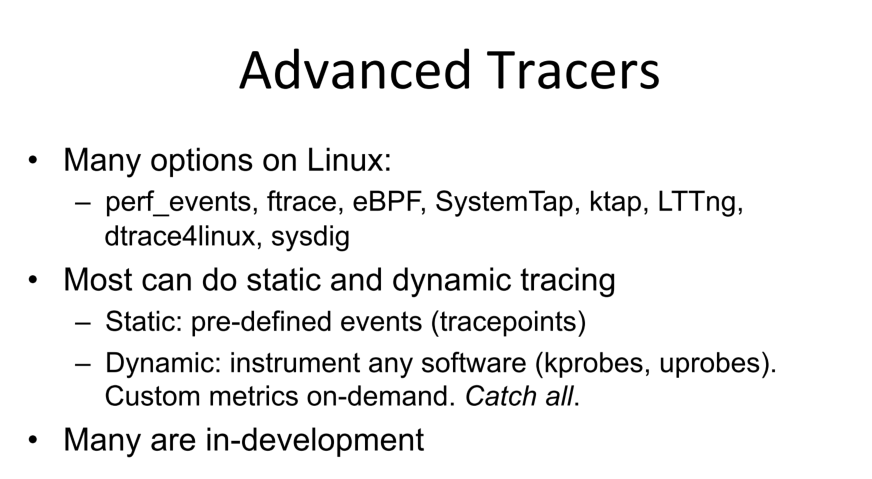 Advanced Tracers
• Many options on Linux:
– perf_events, ftrace, eBPF, SystemTap, ktap, LTTng,
dtrace4linux, sysdig
• Most can do static and dynamic tracing
– Static: pre-defined events (tracepoints)
– Dynamic: instrument any software (kprobes, uprobes).
Custom metrics on-demand. Catch all.
• Many are in-development